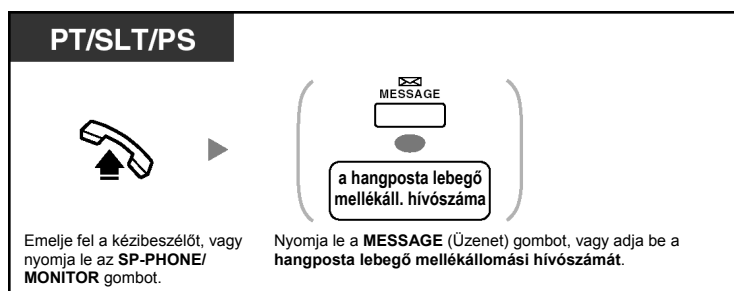 PT/SLT/PS
MESSAGE
a hangposta lebegő
mellékáll. hívószáma
Emelje fel a kézibeszélőt, vagy
nyomja le az SP-PHONE/
MONITOR gombot.
Nyomja le a MESSAGE (Üzenet) gombot, vagy adja be a
hangposta lebegő mellékállomási hívószámát.